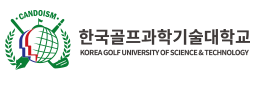 CANDOISM
한국골프과학기술대학교
KOREA GOLF UNIVERSITY OF SCIENCE & TECHNOLOGY